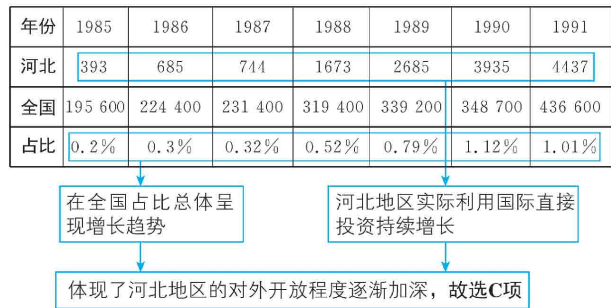 年份 1985 1986 1987 1988 1989 1990 1991
河北 393 685 744 1673 2685 3935 4437
全国 195 600 224 400 231 400 319 400 339 200 348 700 436 600
占比 0.2% 0.3% 0.32% 0.52% 0.79% 1.12% 1.01%
在全国占比总体呈
现增长趋势
河北地区实际利用国际直接
投资持续增长
体现了河北地区的对外开放程度逐渐加深，故选C项